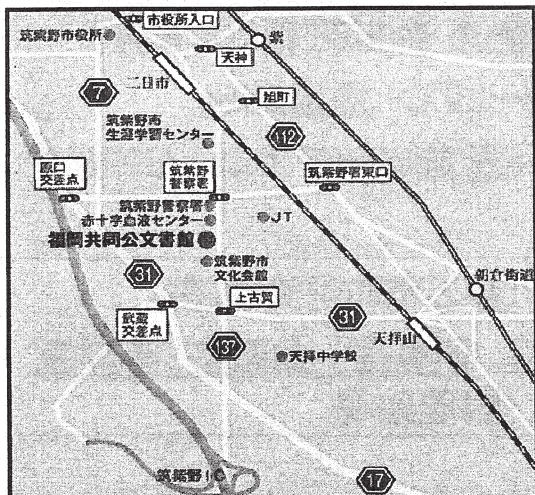 市役所入口
筑紫野市役所
紫
天神
二日市
7
旭町
筑紫野市
生涯学習センター
112
原口
交差点
筑紫野
警察署
筑紫野署東口
筑紫野警察署
赤十字血液センター
JT
福岡共同公文書館
筑紫野市
文化会館
31
朝倉街道
上古賀
武蔵
交差点
31
137
天拝山
天拝中学校
筑紫野IC
17